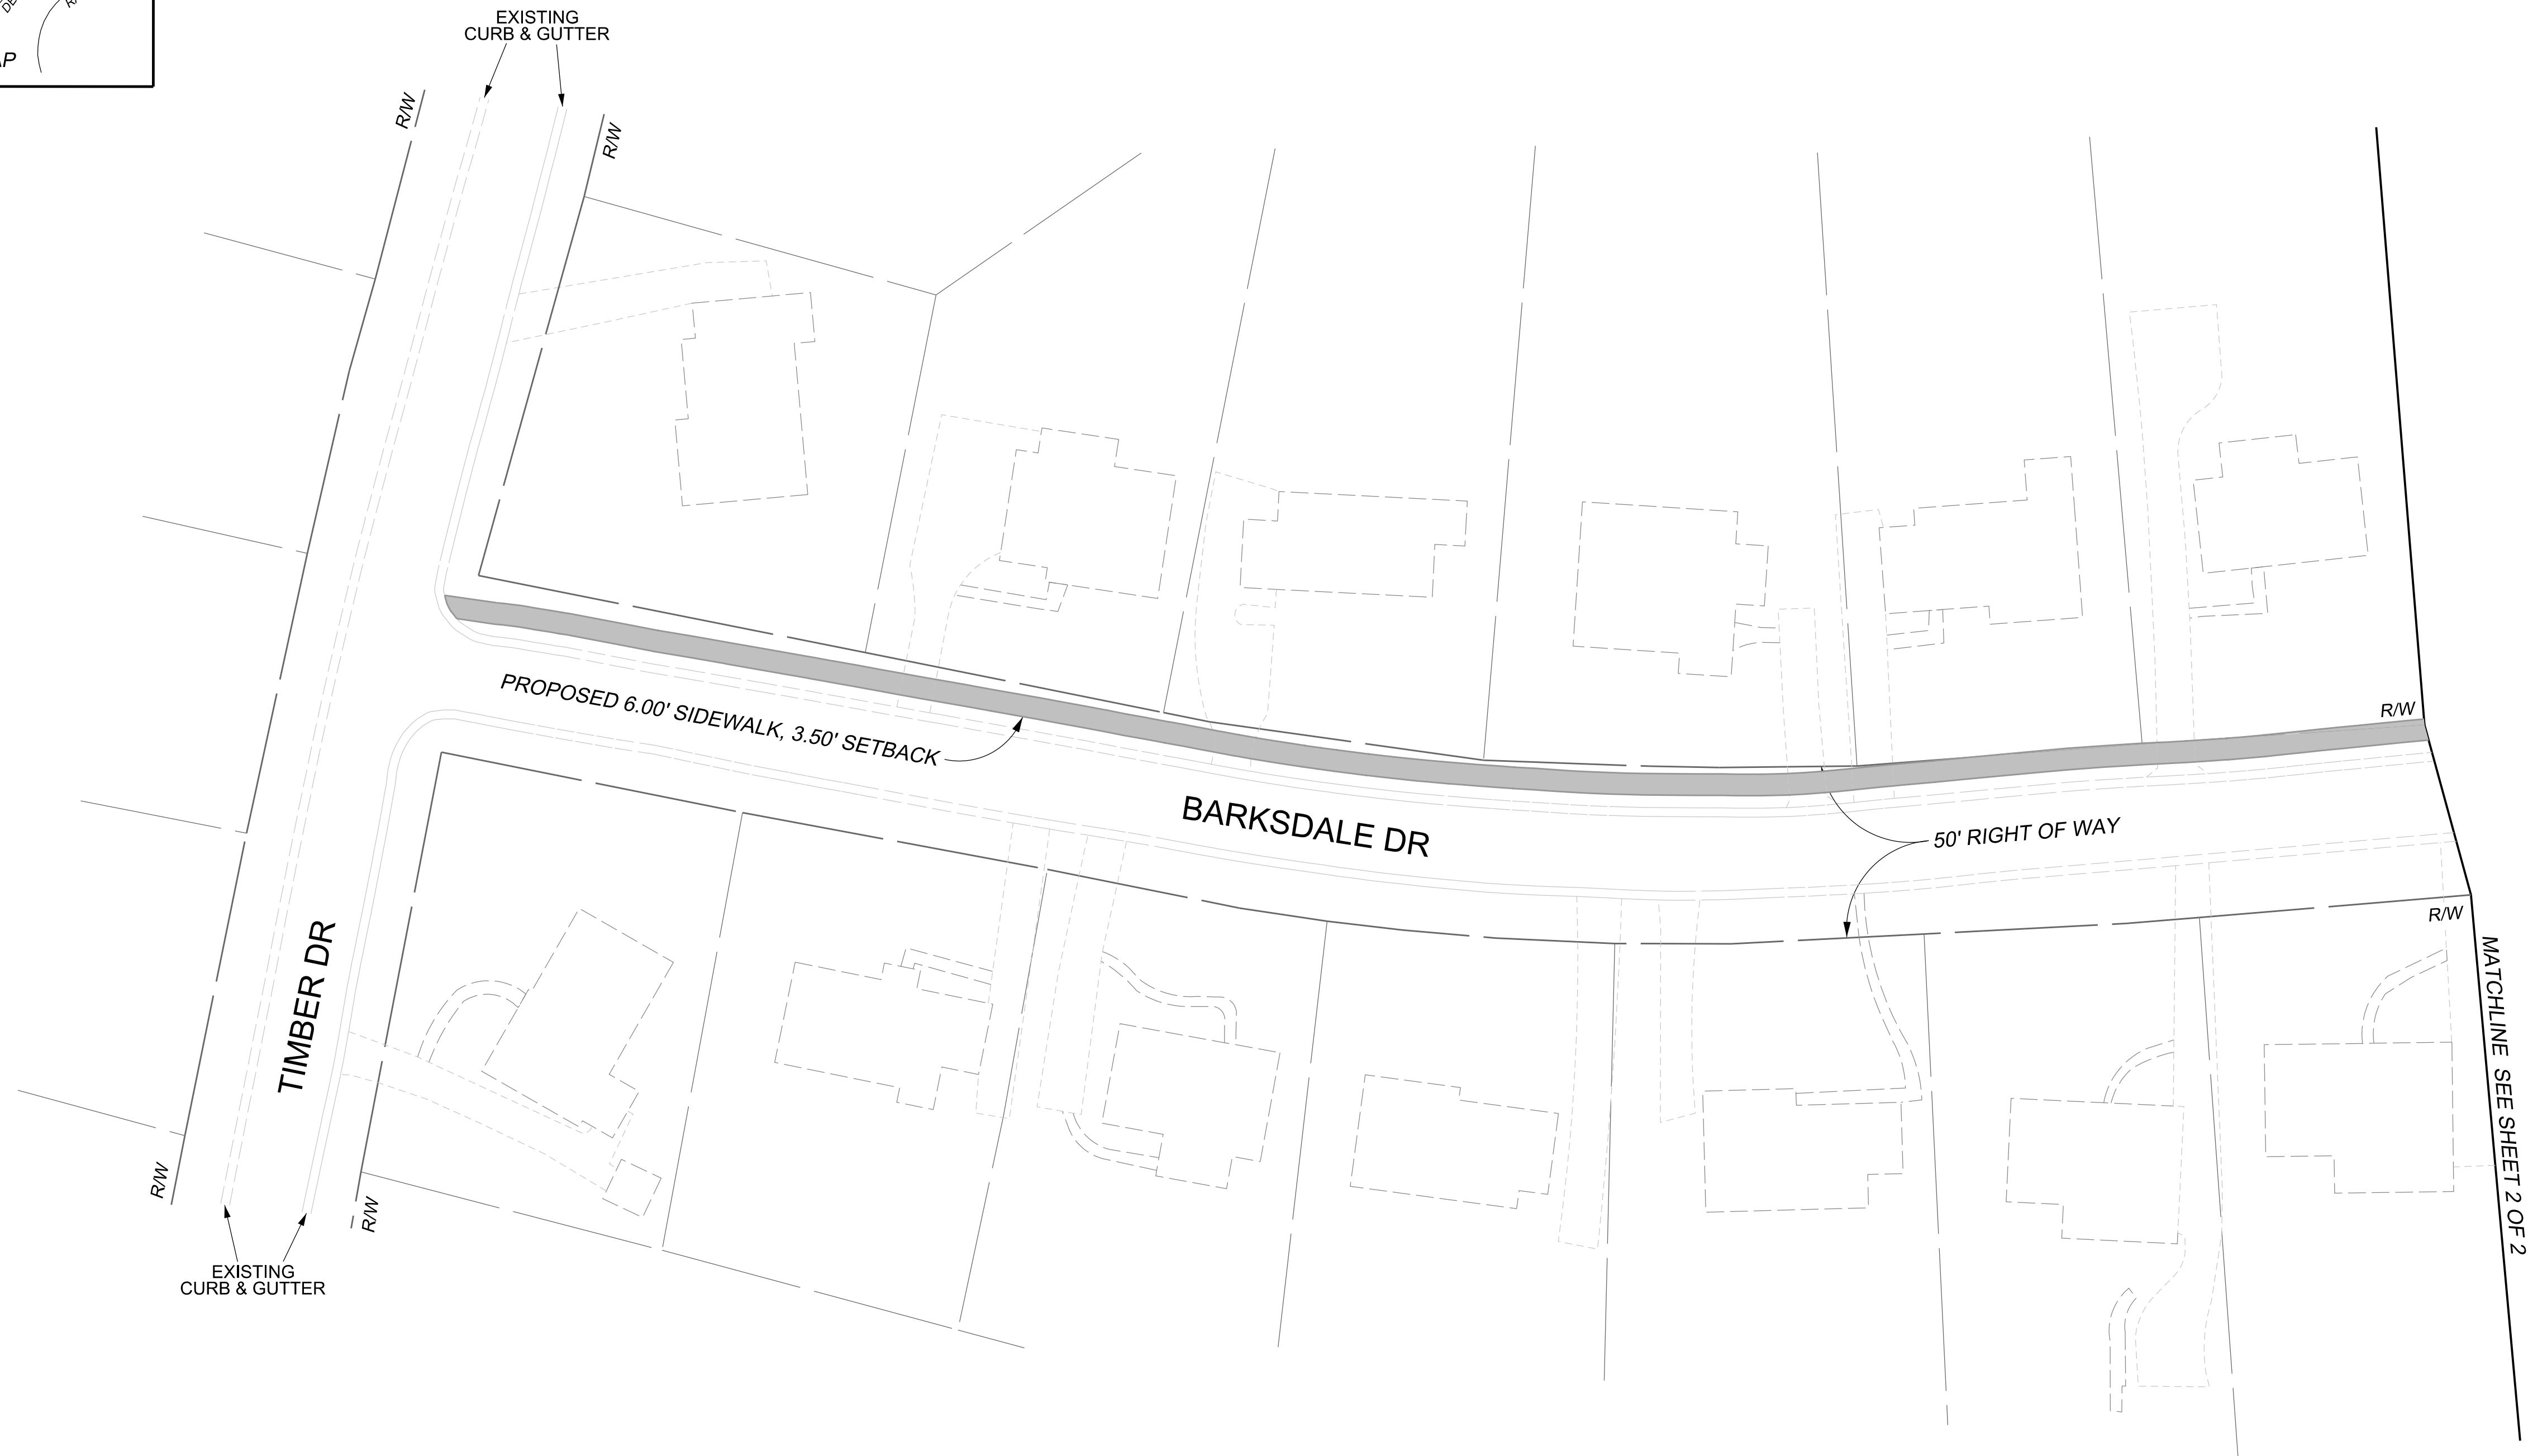 EXISTING
CURB & GUTTER
R/W
R/W
PROPOSED 6.00' SIDEWALK, 3.50' SETBACK
R/W
BARKSDALE DR
50' RIGHT OF WAY
R/W
TIMBER DR
MATCHLINE SEE SHEET 2 OF 2
R/W
R/W
EXISTING
CURB & GUTTER